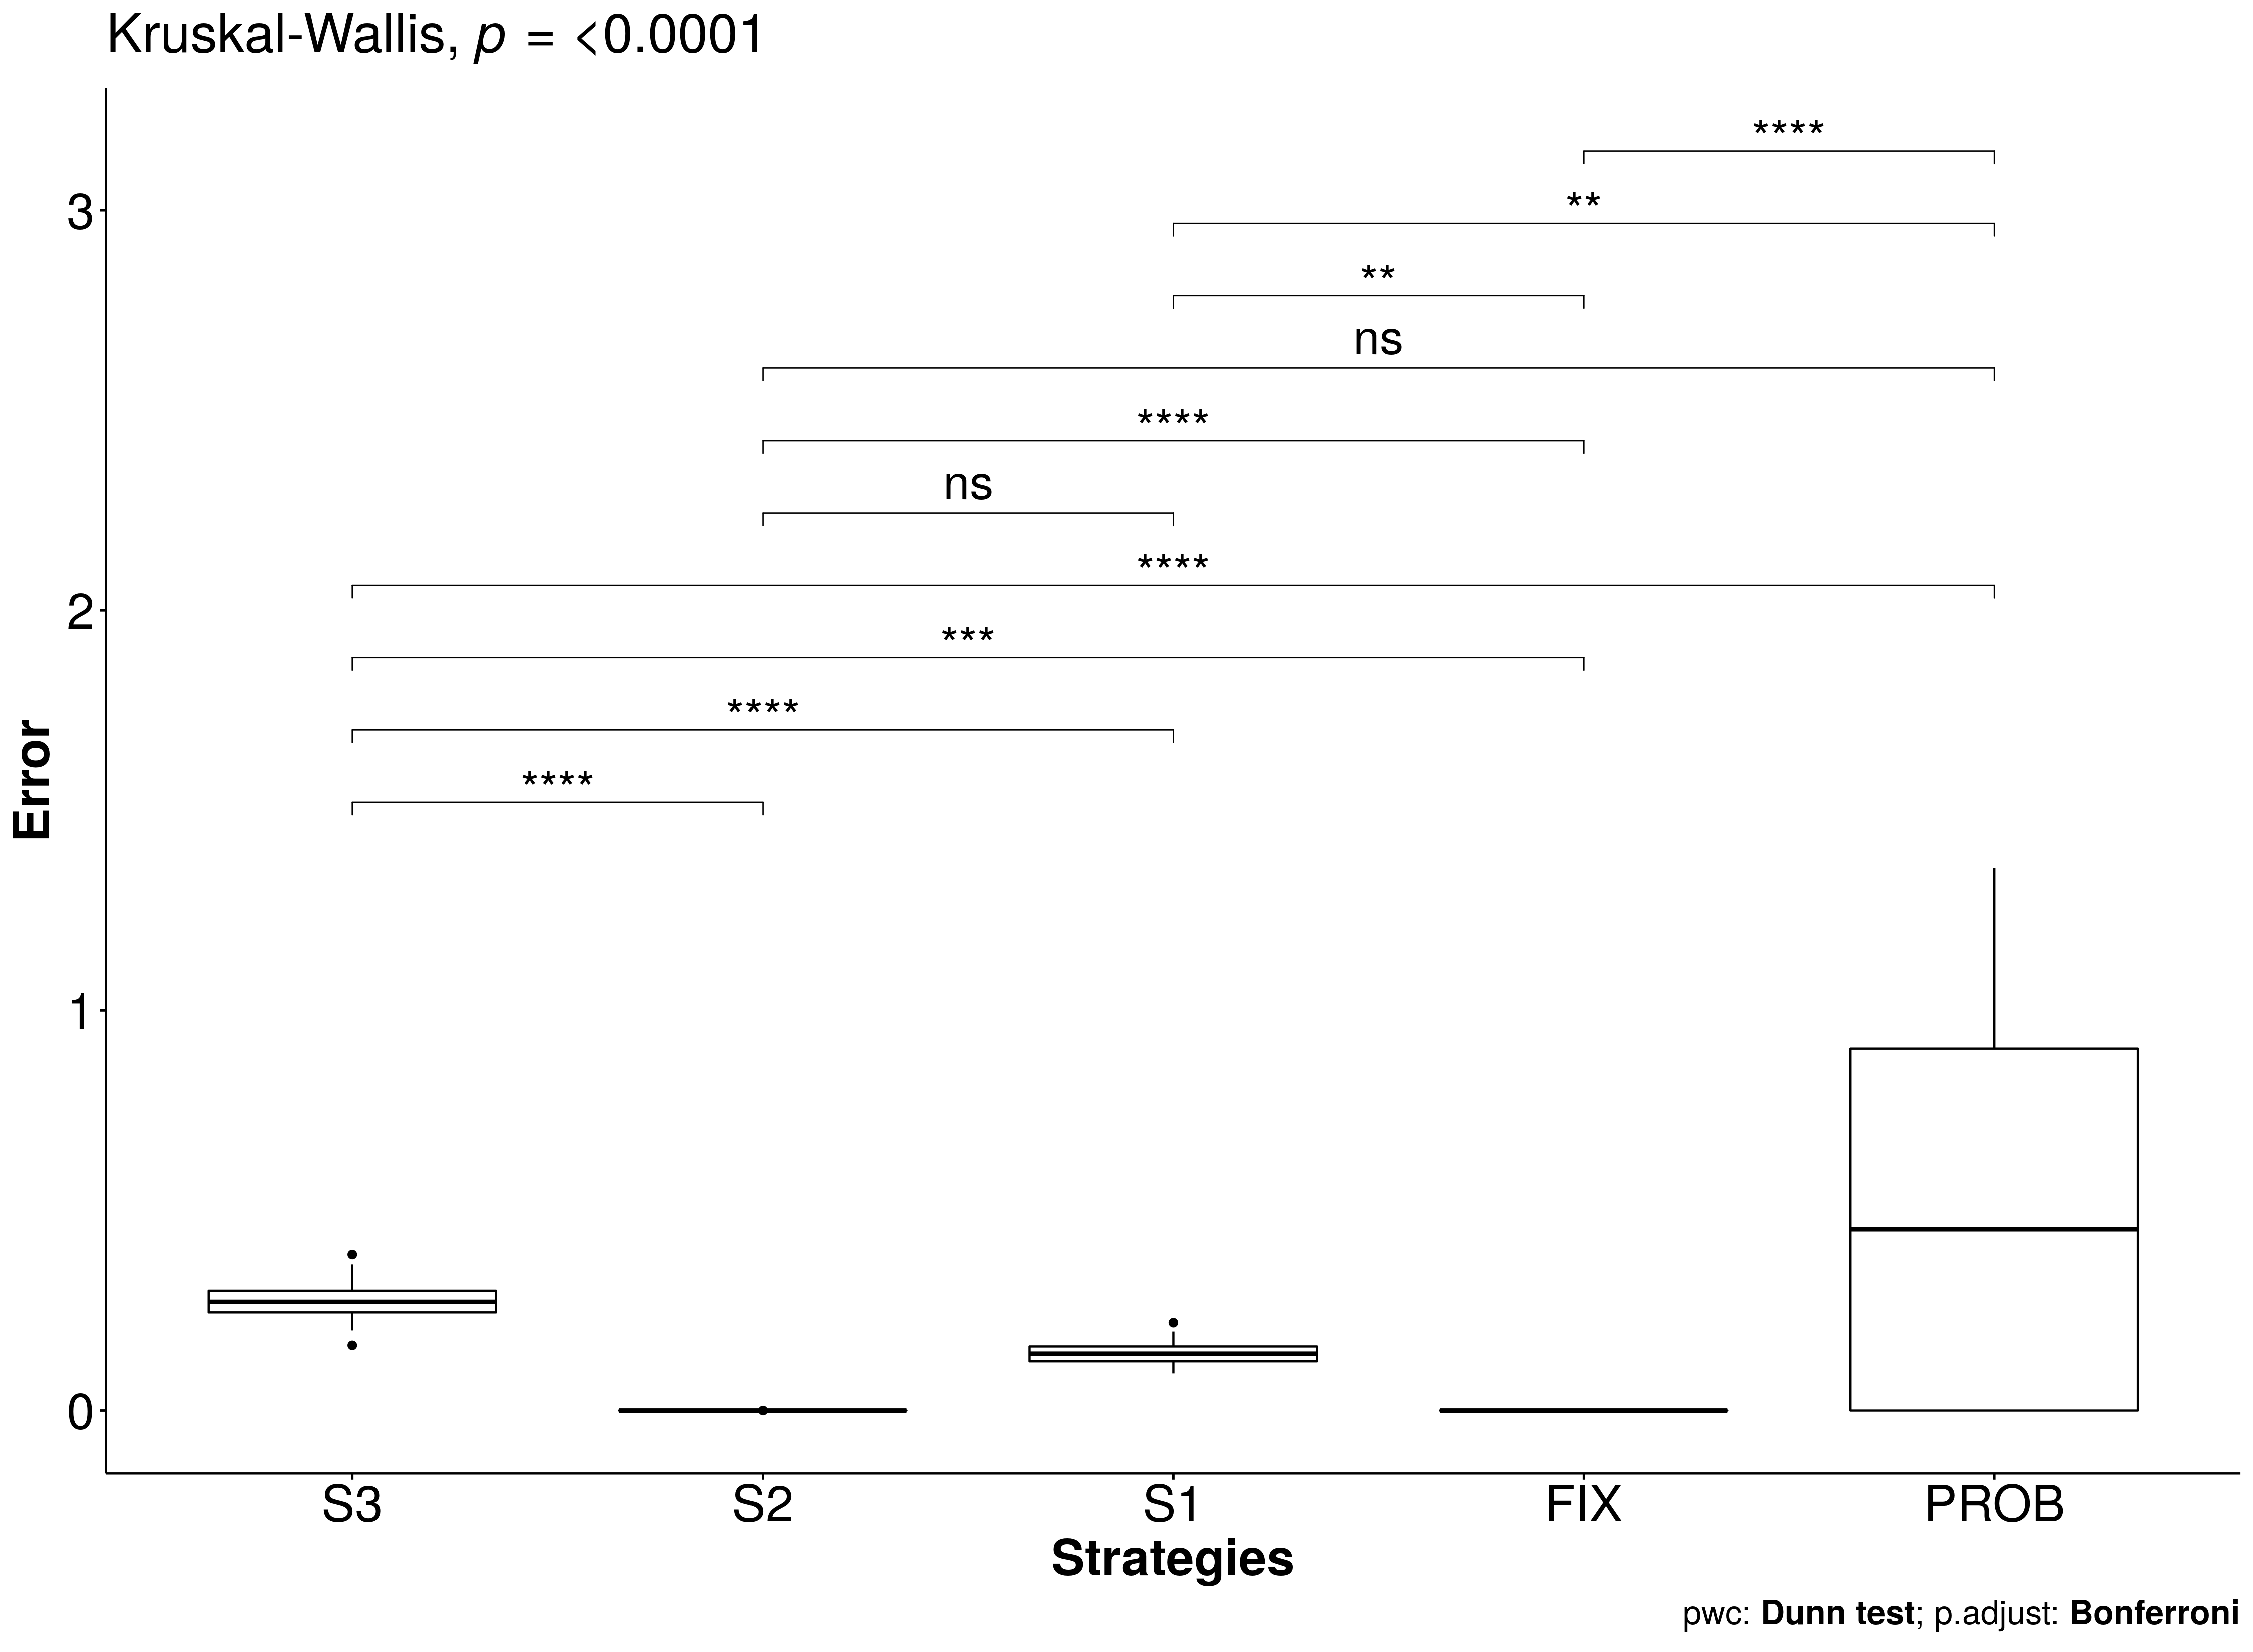 Kruskal-Wallis, p = <0.0001
****
**
**
ns
****
ns
****
***
****
****
3
2
1
0
Error
S3 S2 S1 FIX PROB
Strategies
pwc: Dunn test; p.adjust: Bonferroni